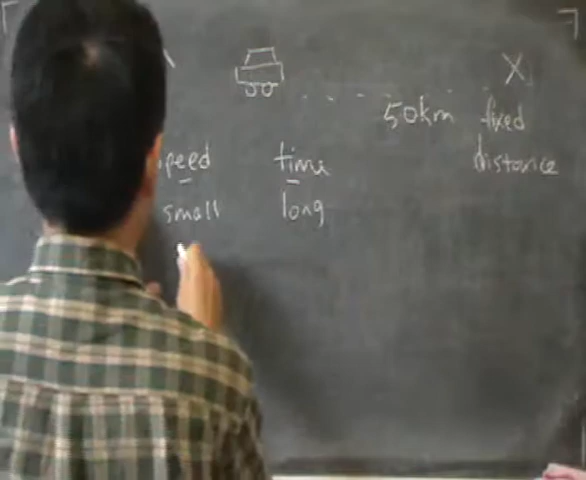 X
50km fixed
distance
speed time
small long